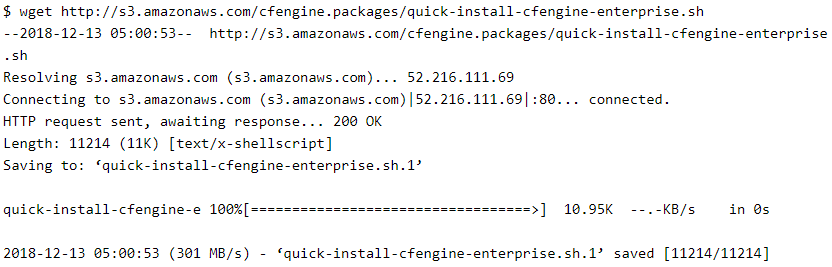 $ wget http://s3.amazonaws.com/cfengine.packages/quick-install-cfengine-enterprise.sh
--2018-12-13 05:00:53--  http://s3.amazonaws.com/cfengine.packages/quick-install-cfengine-enterprise
.sh
Resolving s3.amazonaws.com (s3.amazonaws.com)... 52.216.111.69
Connecting to s3.amazonaws.com (s3.amazonaws.com)|52.216.111.69|:80... connected.
HTTP request sent, awaiting response... 200 OK
Length: 11214 (11K) [text/x-shellscript]
Saving to: ‘quick-install-cfengine-enterprise.sh.1’

quick-install-cfengine-e 100%[==================================>]  10.95K  --.-KB/s    in 0s

2018-12-13 05:00:53 (301 MB/s) - ‘quick-install-cfengine-enterprise.sh.1’ saved [11214/11214]